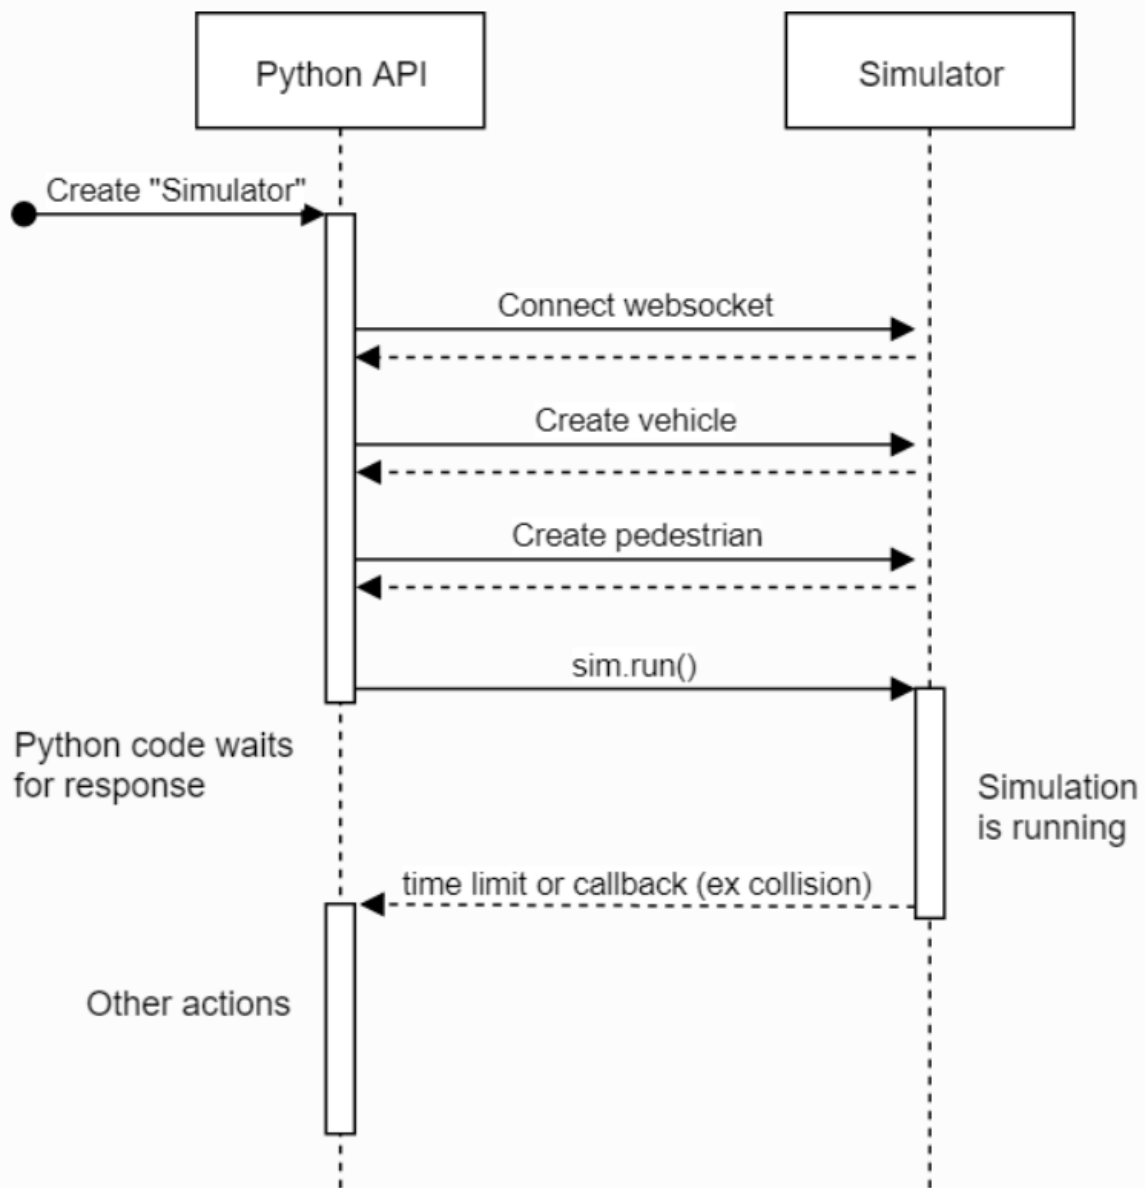 Python API
Simulator
Create "Simulator"
Connect websocket
Create vehicle
Create pedestrian
sim.run()
Python code waits
for response
Simulation
is running
time limit or callback (ex collision)
Other actions